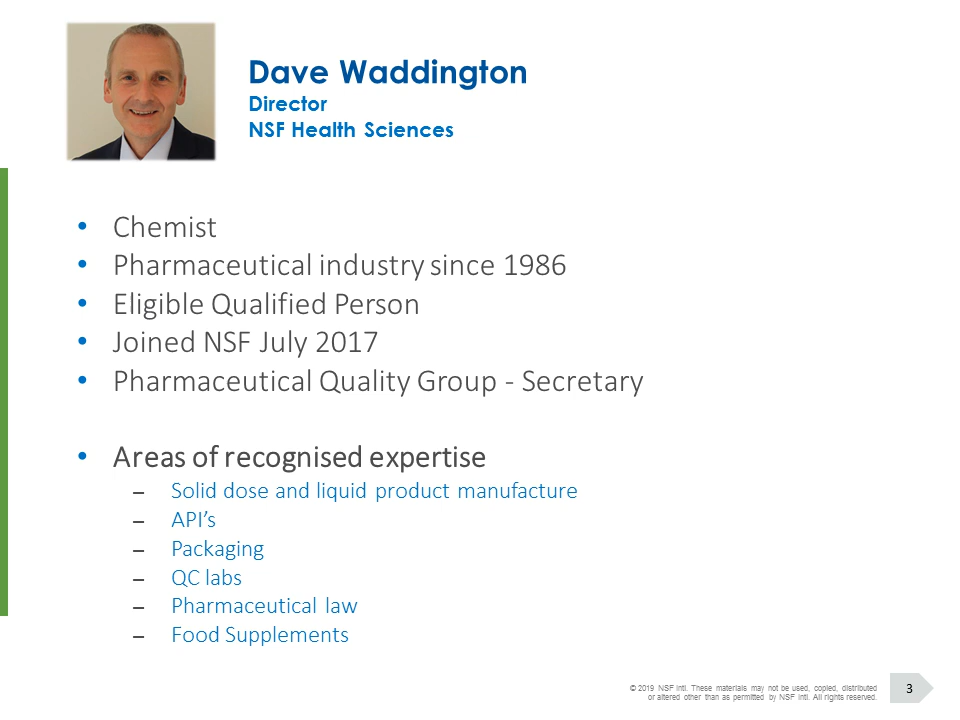 Dave Waddington
Director
NSF Health Sciences
• Chemist
• Pharmaceutical industry since 1986
• Eligible Qualified Person
• Joined NSF July 2017
• Pharmaceutical Quality Group - Secretary
• Areas of recognised expertise
– Solid dose and liquid product manufacture
– API’s
– Packaging
– QC labs
– Pharmaceutical law
– Food Supplements
© 2019 NSF Intl. These materials may not be used, copied, distributed
or altered other than as permitted by NSF Intl. All rights reserved.
3